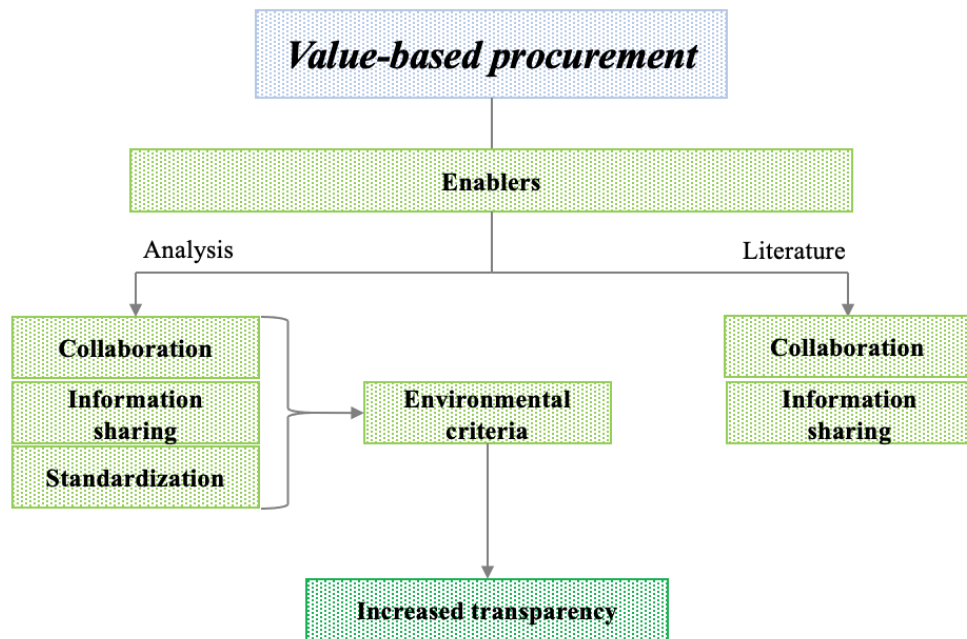 Value-based procurement
Enablers
Analysis
Literature
Collaboration
Information
sharing
Standardization
Environmental
criteria
Collaboration
Information
sharing
Increased transparency